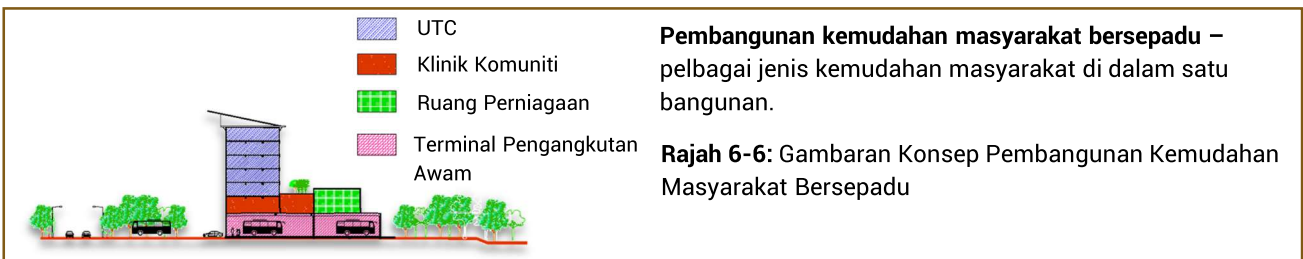 UTC
Klinik Komuniti
Ruang Perniagaan
Terminal Pengangkutan
Awam
Pembangunan kemudahan masyarakat bersepadu –
pelbagai jenis kemudahan masyarakat di dalam satu
bangunan.
Rajah 6-6: Gambaran Konsep Pembangunan Kemudahan
Masyarakat Bersepadu